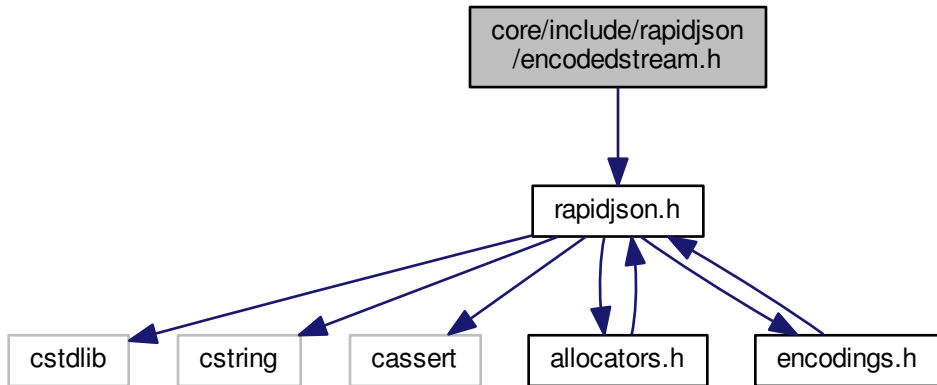 core/include/rapidjson
/encodedstream.h
rapidjson.h
cstdlib
cstring
cassert
allocators.h
encodings.h